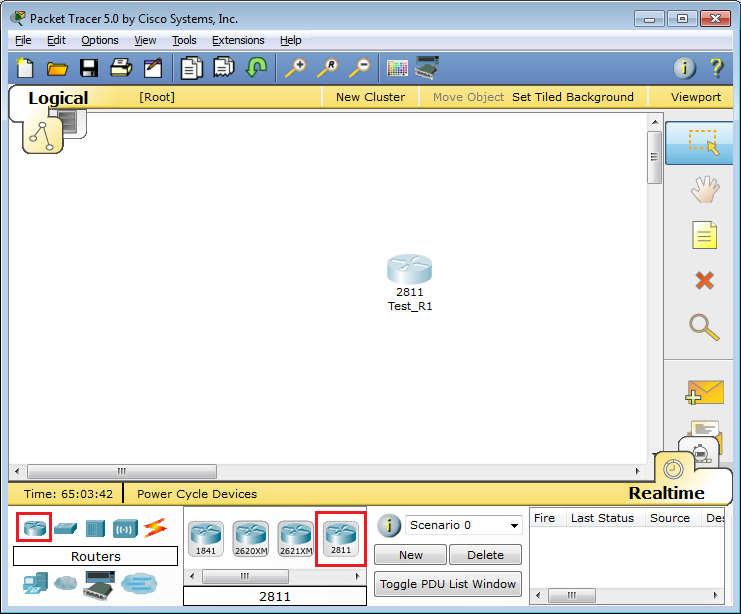 Packet Tracer 5.0 by Cisco Systems, Inc.
File Edit Options View Tools Extensions Help
Logical [Root] New Cluster Move Object Set Tiled Background Viewport
2811
Test_R1
Time: 65:03:42 Power Cycle Devices
Realtime
Routers
1841 2620XM 2621XM 2811
2811
Scenario 0
New Delete
Toggle PDU List Window
Fire Last Status Source Des